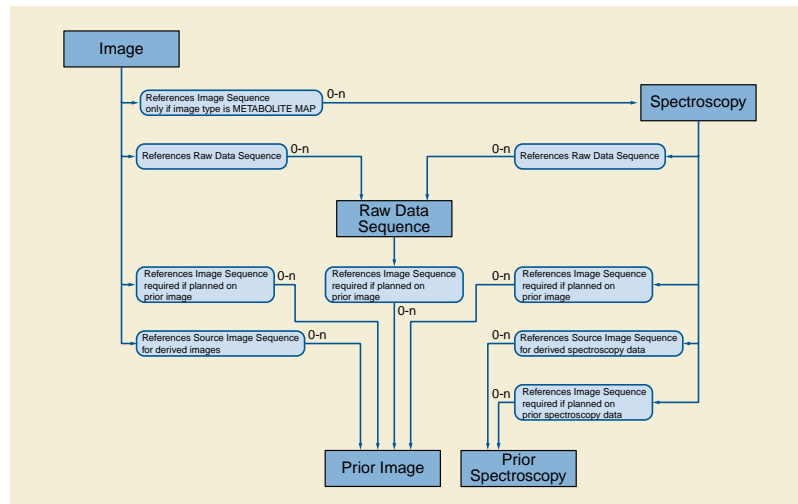 Image
References Image Sequence
only if image type is METABOLITE MAP
0-n
Spectroscopy
References Raw Data Sequence
0-n
0-n
References Raw Data Sequence
Raw Data
Sequence
References Image Sequence
required if planned on
prior image
0-n
References Image Sequence
required if planned on
prior image
0-n
0-n
References Image Sequence
required if planned on
prior image
References Source Image Sequence
for derived images
0-n
0-n
References Source Image Sequence
for derived spectroscopy data
0-n
References Image Sequence
required if planned on
prior spectroscopy data
Prior Image
Prior
Spectroscopy